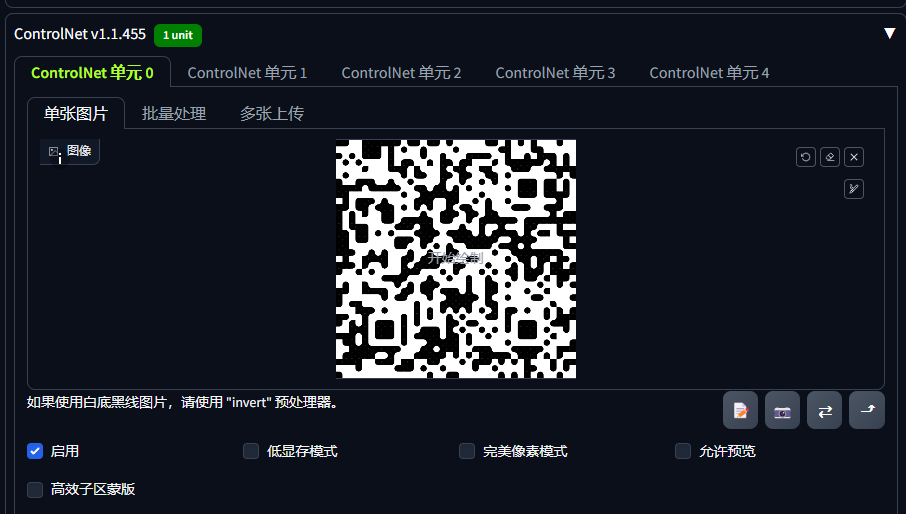 ControlNet v1.1.455 1 unit ▼
ControlNet 单元 0 ControlNet 单元 1 ControlNet 单元 2 ControlNet 单元 3 ControlNet 单元 4
单张图片 批量处理 多张上传
图像
开始绘制
如果使用白底黑线图片，请使用 "invert" 预处理器。
启用 低显存模式 完美像素模式 允许预览
高效子区蒙版